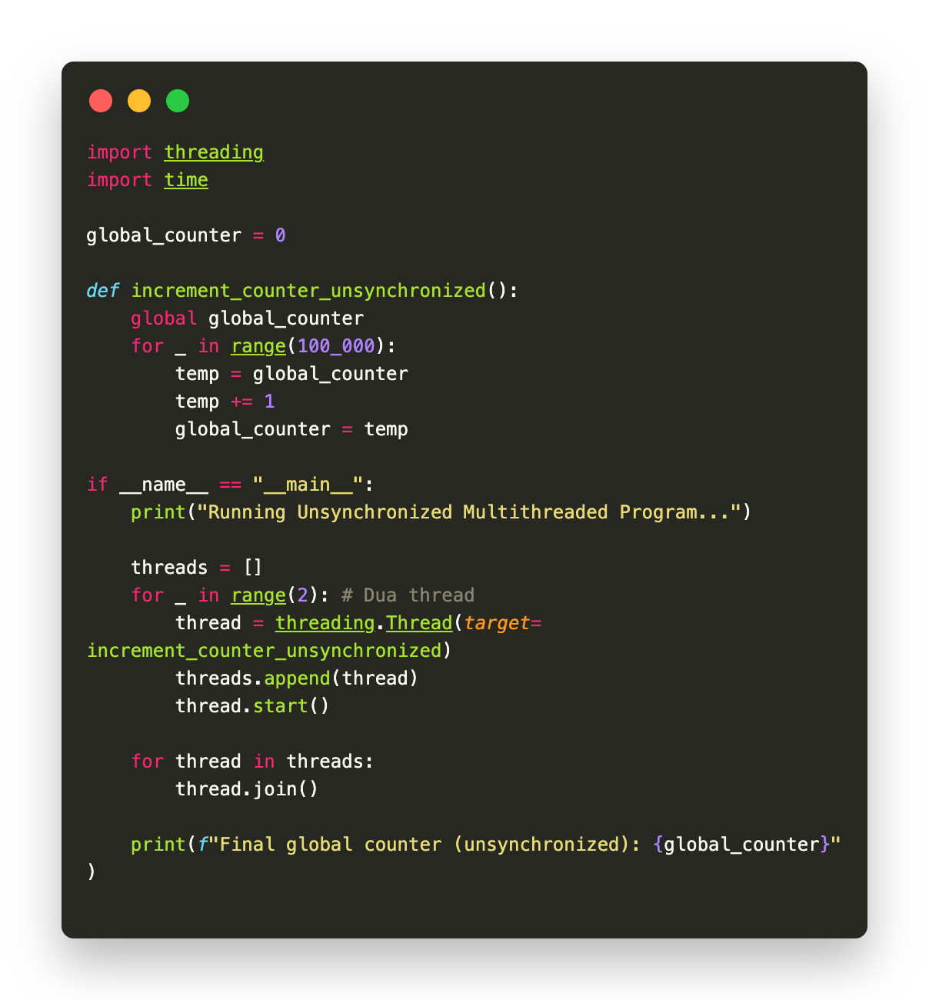 import threading
import time

global_counter = 0

def increment_counter_unsynchronized():
    global global_counter
    for _ in range(100_000):
        temp = global_counter
        temp += 1
        global_counter = temp

if __name__ == "__main__":
    print("Running Unsynchronized Multithreaded Program...")

    threads = []
    for _ in range(2): # Dua thread
        thread = threading.Thread(target=
increment_counter_unsynchronized)
        threads.append(thread)
        thread.start()

    for thread in threads:
        thread.join()

    print(f"Final global counter (unsynchronized): {global_counter}"
)